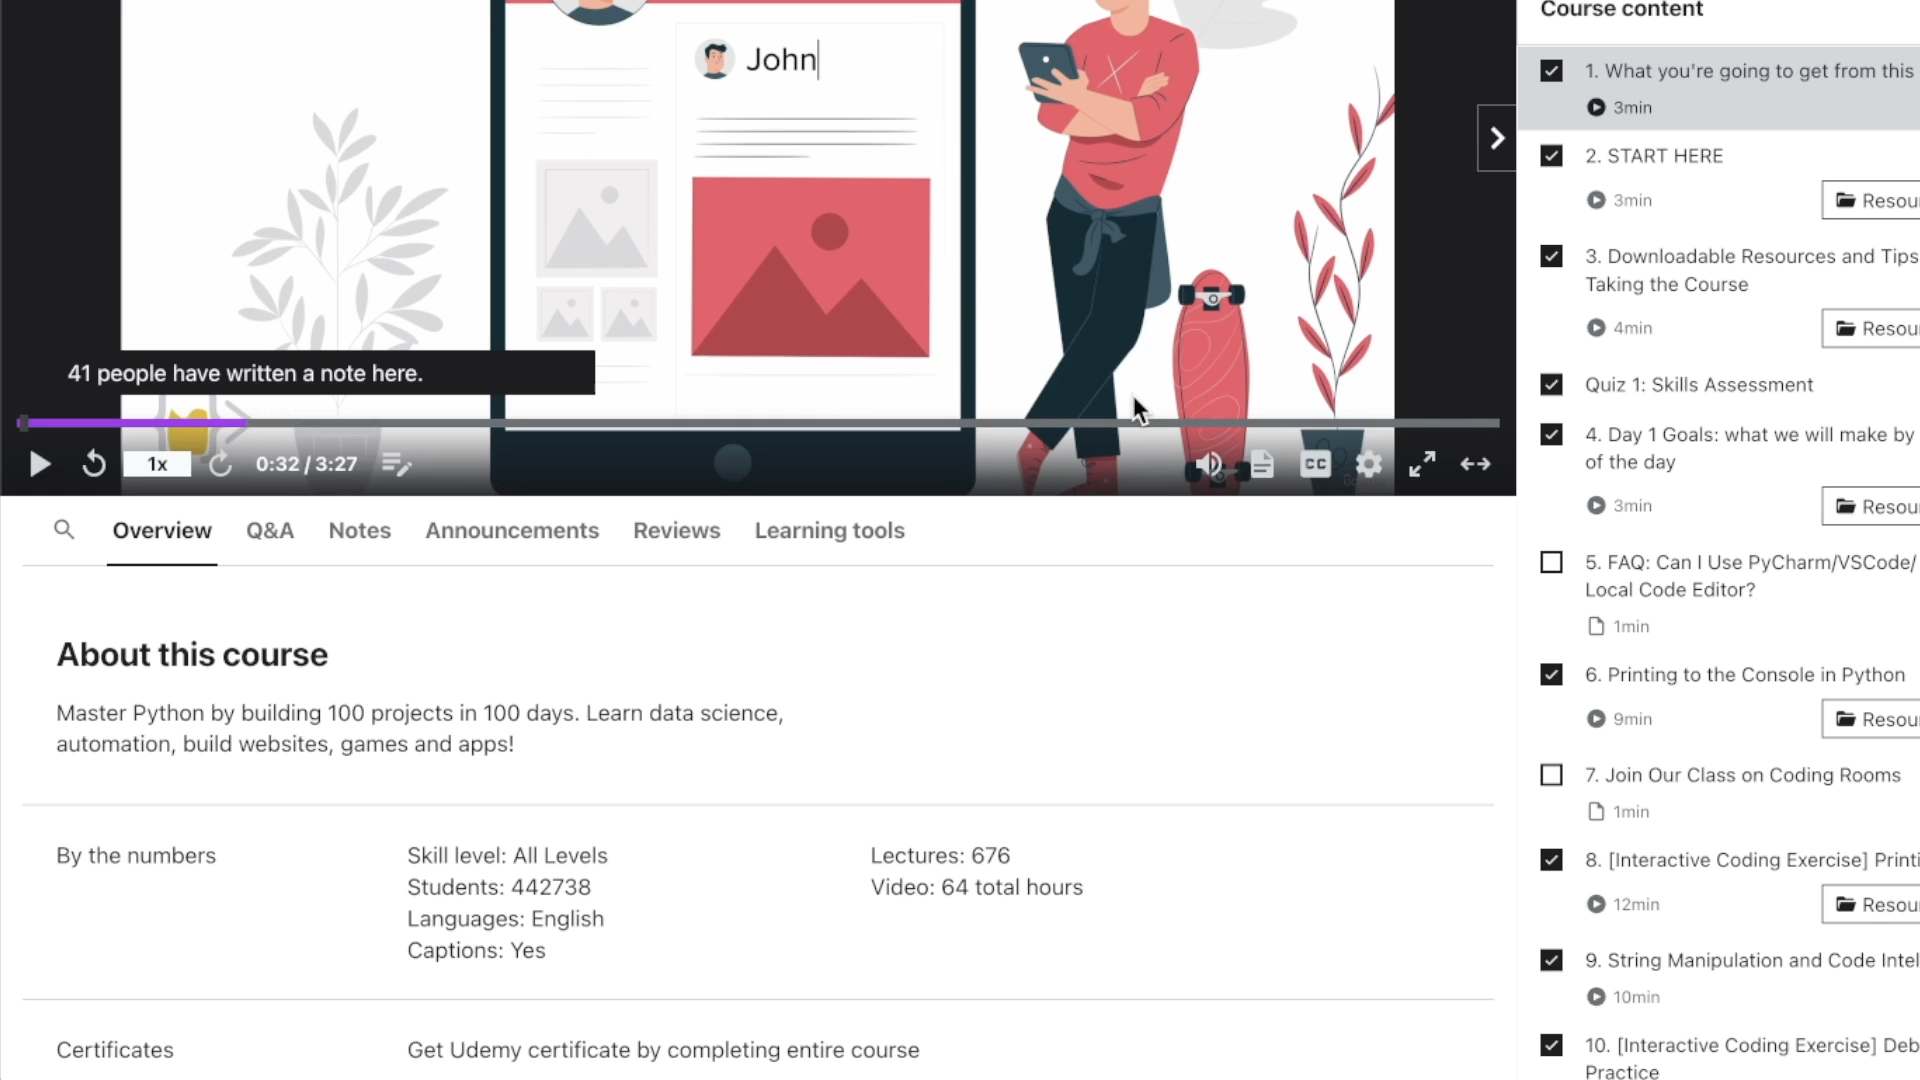 Course content
John
1. What you're going to get from this
3min
2. START HERE
3min
Resou
3. Downloadable Resources and Tips
Taking the Course
4min
Resou
Quiz 1: Skills Assessment
41 people have written a note here.
4. Day 1 Goals: what we will make by
of the day
1x
0:32 / 3:27
CC
3min
Resou
Overview
Q&A
Notes
Announcements
Reviews
Learning tools
5. FAQ: Can I Use PyCharm/VSCode/
Local Code Editor?
1min
About this course
Master Python by building 100 projects in 100 days. Learn data science,
automation, build websites, games and apps!
6. Printing to the Console in Python
9min
Resou
7. Join Our Class on Coding Rooms
1min
By the numbers
Skill level: All Levels
Students: 442738
Languages: English
Captions: Yes
Lectures: 676
Video: 64 total hours
8. [Interactive Coding Exercise] Printi
12min
Resou
9. String Manipulation and Code Intel
10min
Certificates
Get Udemy certificate by completing entire course
10. [Interactive Coding Exercise] Deb
Practice